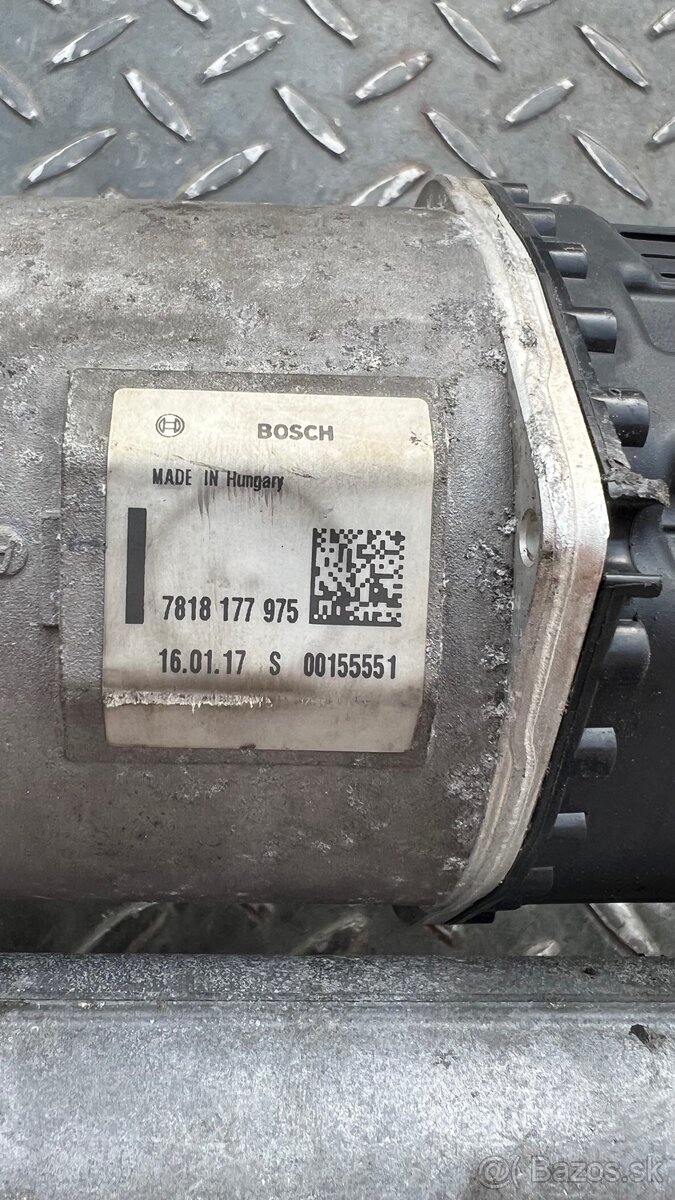 BOSCH
MADE IN Hungary
7818 177 975
16.01.17 S 00155551
@ Bazos.sk